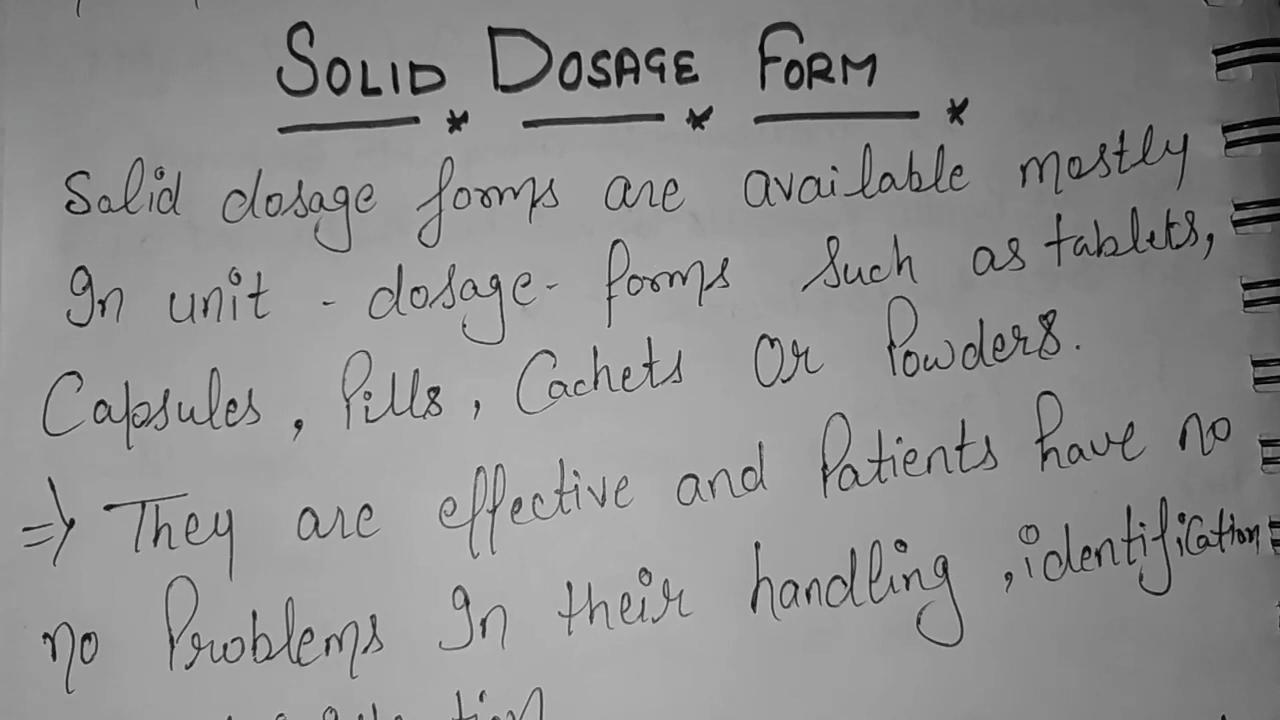 SOLID DOSAGE FORM
Solid dosage forms are available mostly
In unit - dosage - forms such as tablets,
Capsules, Pills, Cachets or Powders.
⇒ They are effective and Patients have no
no Problems In their handling, identification